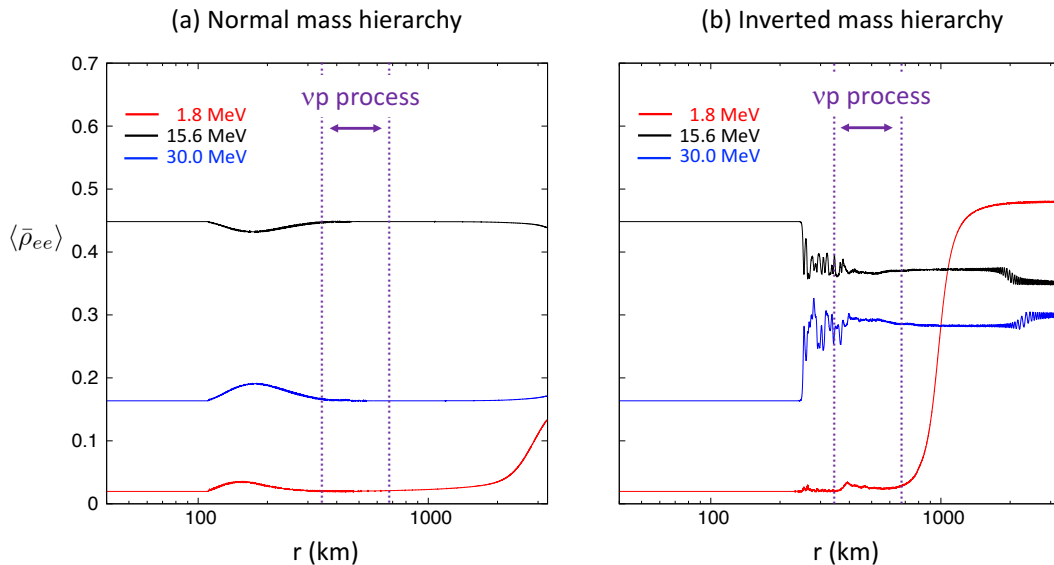 (a) Normal mass hierarchy
(b) Inverted mass hierarchy
0.7
0.6
0.5
0.4
0.3
0.2
0.1
0
⟨ρ̄ee⟩
νp process
1.8 MeV
15.6 MeV
30.0 MeV
100
1000
r (km)
νp process
1.8 MeV
15.6 MeV
30.0 MeV
100
1000
r (km)